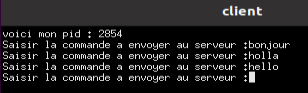 client
voici mon pid : 2854
Saisir la commande a envoyer au serveur :bonjour
Saisir la commande a envoyer au serveur :holla
Saisir la commande a envoyer au serveur :hello
Saisir la commande a envoyer au serveur :